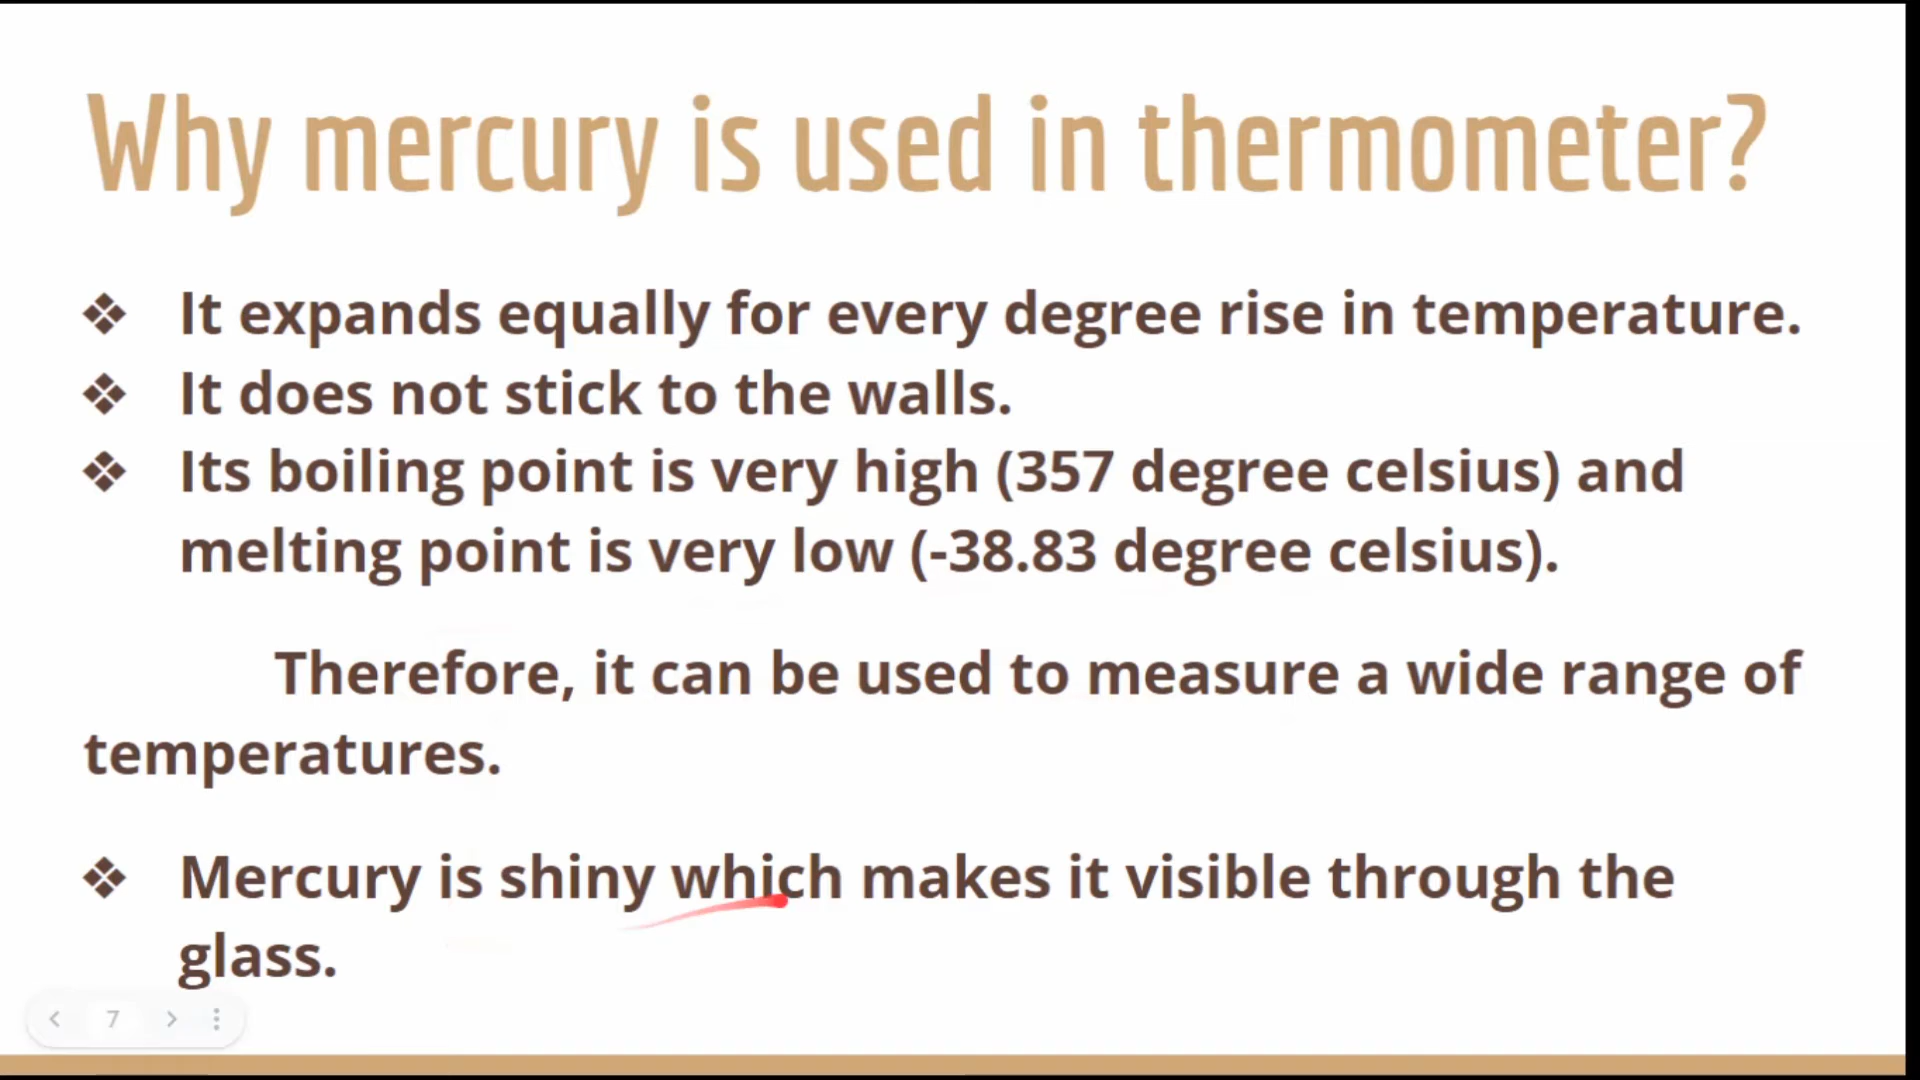 Why mercury is used in thermometer?
❖ It expands equally for every degree rise in temperature.
❖ It does not stick to the walls.
❖ Its boiling point is very high (357 degree celsius) and
melting point is very low (-38.83 degree celsius).
Therefore, it can be used to measure a wide range of
temperatures.
❖ Mercury is shiny which makes it visible through the
glass.
7